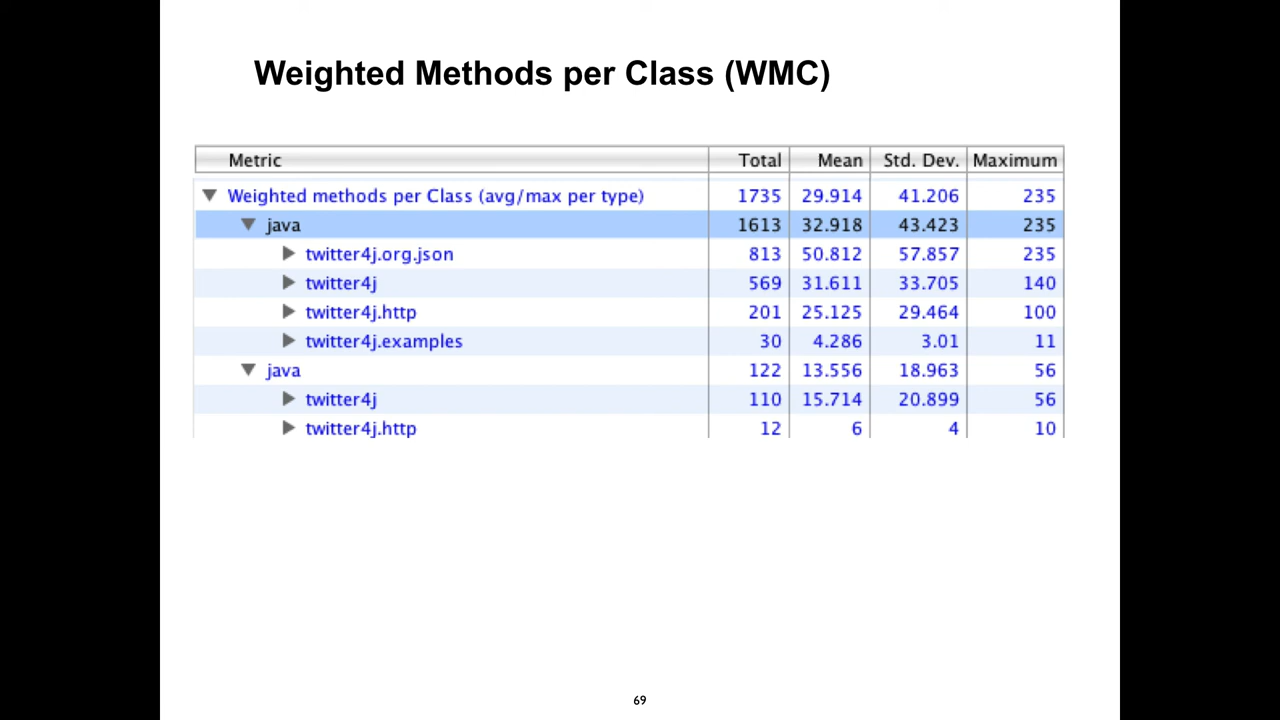 Weighted Methods per Class (WMC)
Metric Total Mean Std. Dev. Maximum
Weighted methods per Class (avg/max per type) 1735 29.914 41.206 235
java 1613 32.918 43.423 235
twitter4j.org.json 813 50.812 57.857 235
twitter4j 569 31.611 33.705 140
twitter4j.http 201 25.125 29.464 100
twitter4j.examples 30 4.286 3.01 11
java 122 13.556 18.963 56
twitter4j 110 15.714 20.899 56
twitter4j.http 12 6 4 10
69